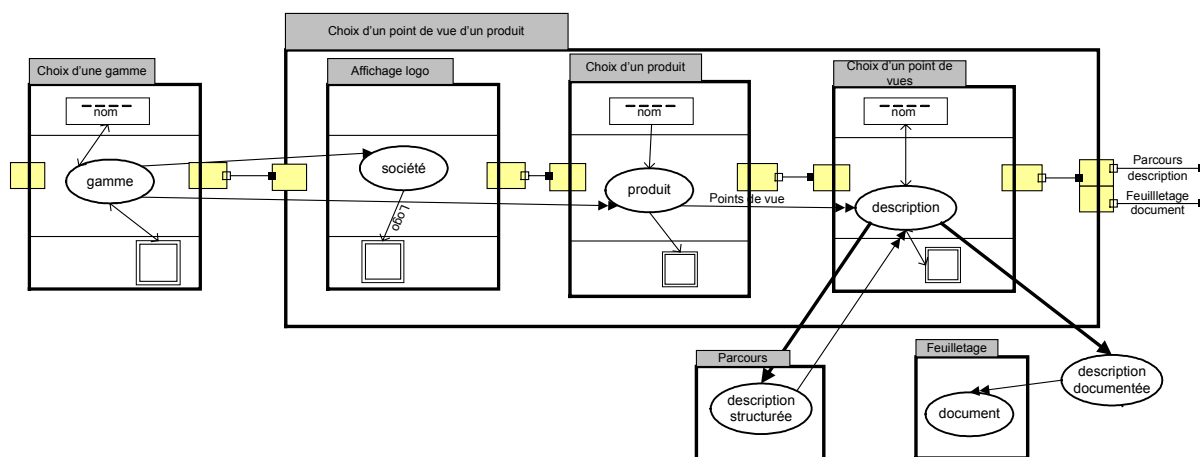 Choix d'un point de vue d'un produit
Choix d'une gamme
Affichage logo
Choix d'un produit
Choix d'un point de
vues
nom
nom
nom
gamme
société
produit
description
Logo
Points de vue
Parcours
description
Feuillletage
document
Parcours
description
structurée
Feuilletage
document
description
documentée